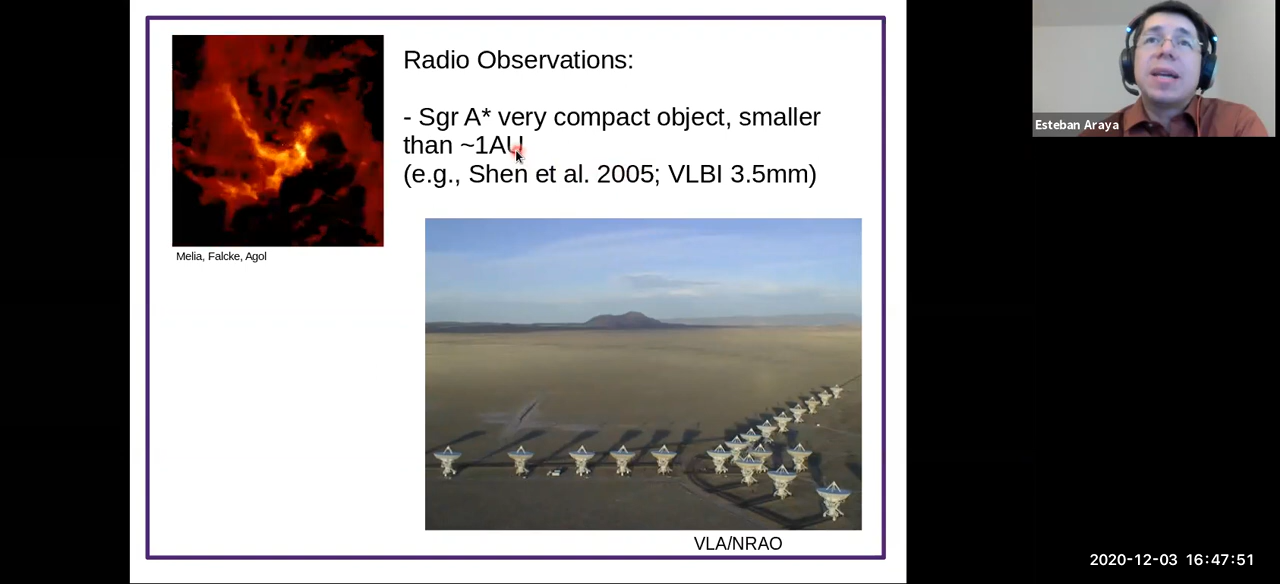 Radio Observations:
- Sgr A* very compact object, smaller
than ~1AU
(e.g., Shen et al. 2005; VLBI 3.5mm)
Melia, Falcke, Agol
VLA/NRAO
Esteban Araya
2020-12-03 16:47:51